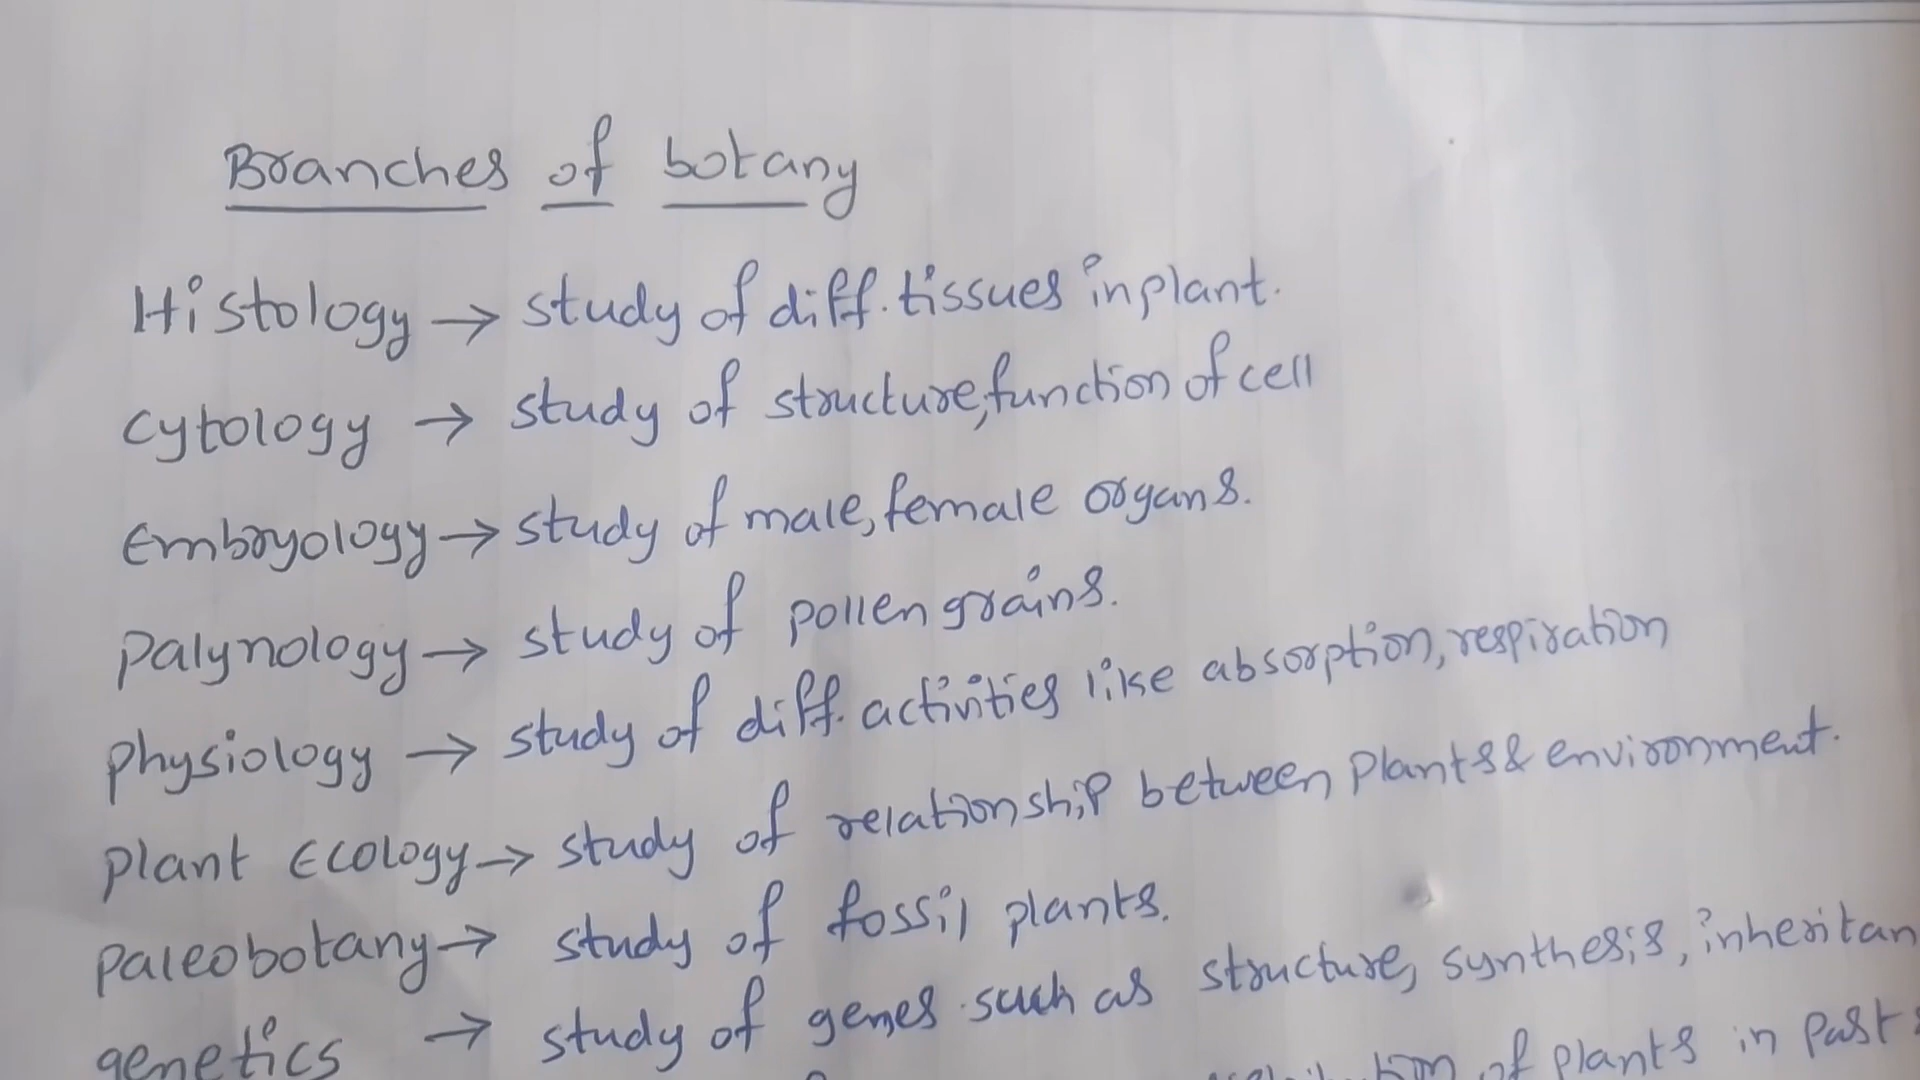 Branches of botany
Histology → study of diff. tissues in plant.
Cytology → study of structure, function of cell
Embryology → study of male, female organs.
Palynology → study of pollen grains.
Physiology → study of diff. activities like absorption, respiration
Plant Ecology → study of relationship between Plants & environment.
Paleobotany → study of fossil plants.
genetics → study of genes such as structure, synthesis, inheritan
of plants in past